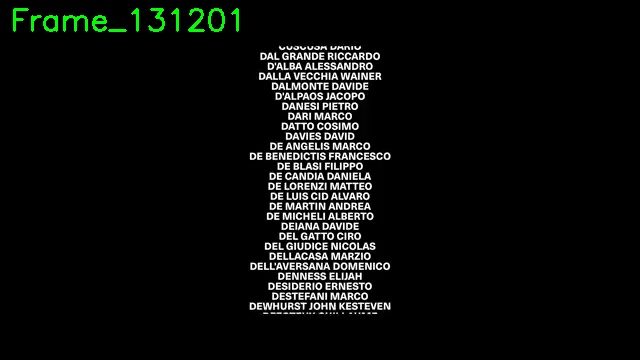 Frame_131201
CUSCUSA DARIO
DAL GRANDE RICCARDO
D'ALBA ALESSANDRO
DALLA VECCHIA WAINER
DALMONTE DAVIDE
D'ALPAOS JACOPO
DANESI PIETRO
DARI MARCO
DATTO COSIMO
DAVIES DAVID
DE ANGELIS MARCO
DE BENEDICTIS FRANCESCO
DE BLASI FILIPPO
DE CANDIA DANIELA
DE LORENZI MATTEO
DE LUIS CID ALVARO
DE MARTIN ANDREA
DE MICHELI ALBERTO
DEIANA DAVIDE
DEL GATTO CIRO
DEL GIUDICE NICOLAS
DELLACASA MARZIO
DELL'AVERSANA DOMENICO
DENNESS ELIJAH
DESIDERIO ERNESTO
DESTEFANI MARCO
DEWHURST JOHN KESTEVEN